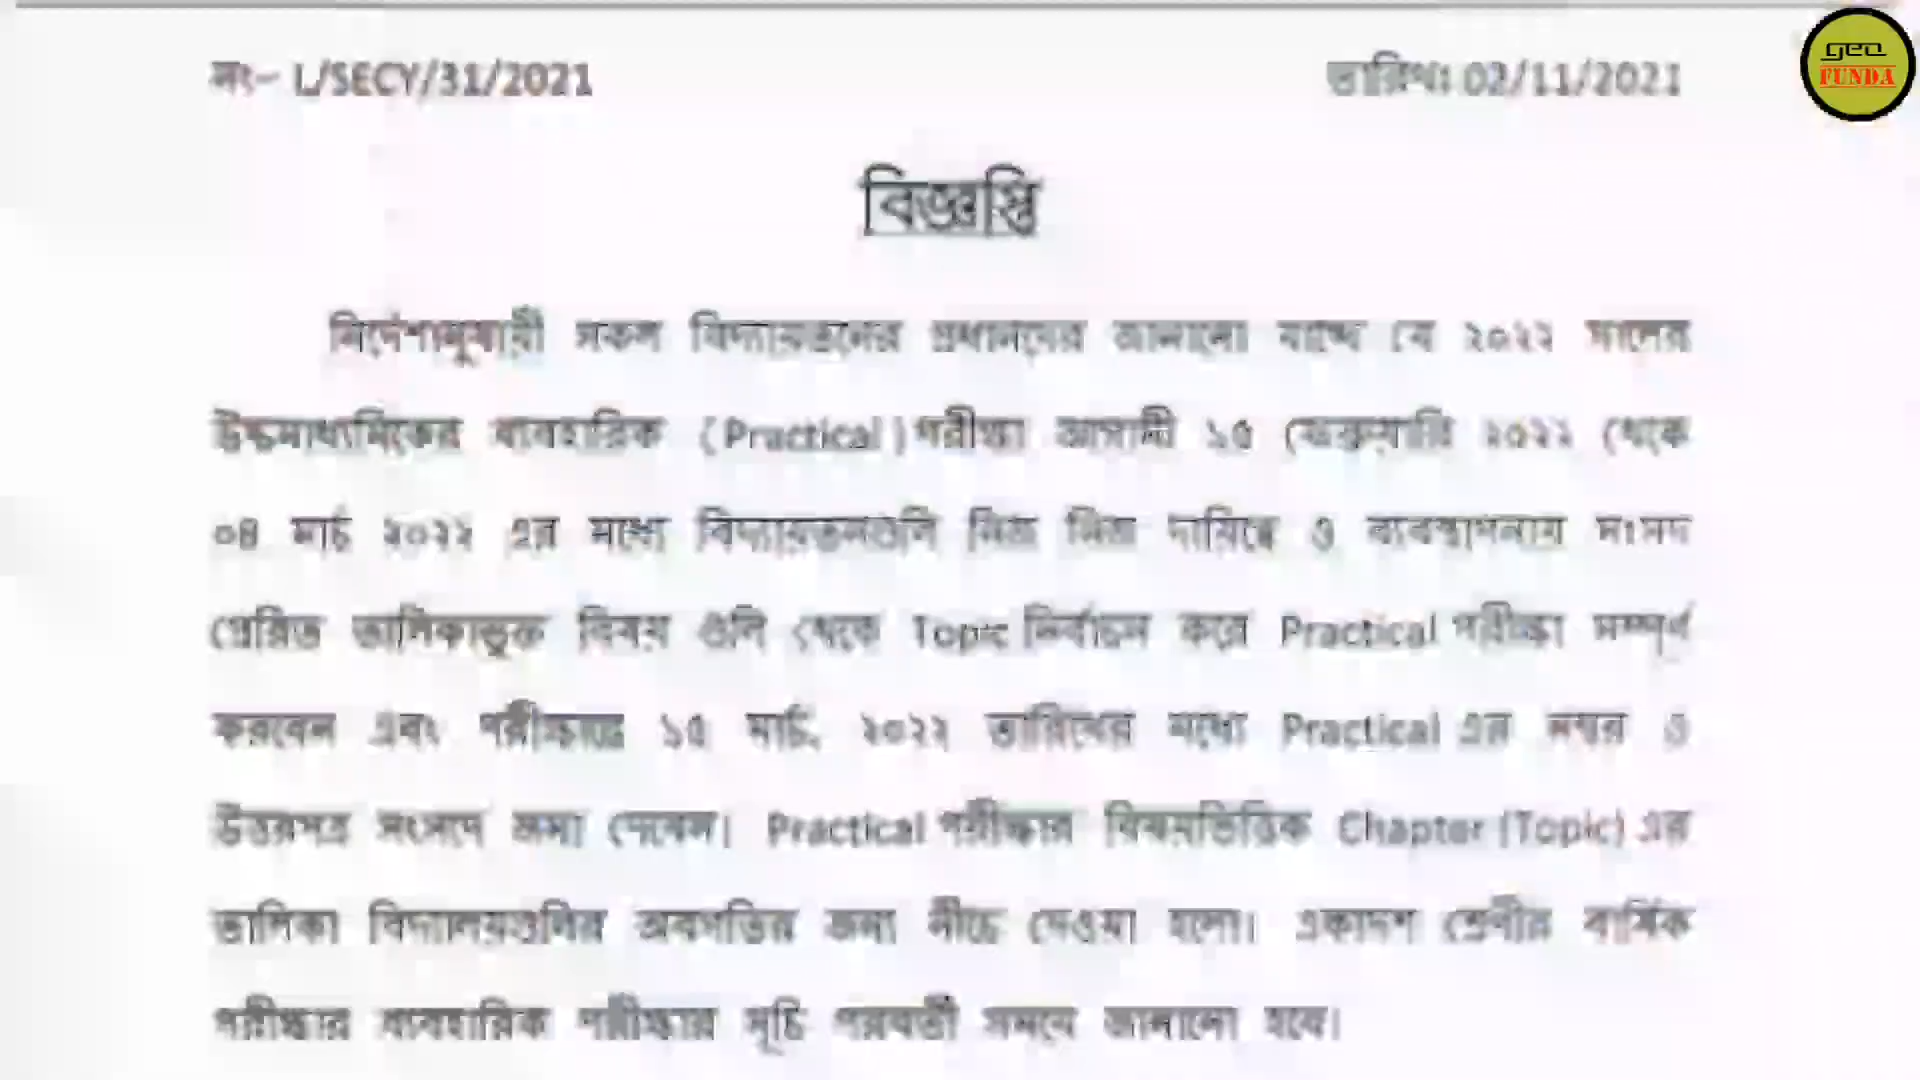 নং- L/SECY/31/2021
তারিখ: 02/11/2021
geo
FUNDA
বিজ্ঞপ্তি
নির্দেশানুযায়ী সকল বিদ্যায়তনের প্রধানদের জানানো যাচ্ছে যে ২০২২ সালের
উচ্চমাধ্যমিকের ব্যবহারিক (Practical) পরীক্ষা আগামী ১৫ ফেব্রুয়ারি ২০২২ থেকে
০৪ মার্চ ২০২২ এর মধ্যে বিদ্যায়তনগুলি নিজ নিজ দায়িত্বে ও ব্যবস্থাপনায় সংসদ
প্রেরিত তালিকাভুক্ত বিষয় গুলি থেকে Topic নির্বাচন করে Practical পরীক্ষা সম্পূর্ণ
করবেন এবং পরীক্ষান্তে ১৫ মার্চ, ২০২২ তারিখের মধ্যে Practical এর নম্বর ও
উত্তরপত্র সংসদে জমা দেবেন। Practical পরীক্ষার বিষয়ভিত্তিক Chapter (Topic) এর
তালিকা বিদ্যালয়গুলির অবগতির জন্য নীচে দেওয়া হলো। একাদশ শ্রেণীর বার্ষিক
পরীক্ষার ব্যবহারিক পরীক্ষার সূচি পরবর্তী সময়ে জানানো হবে।